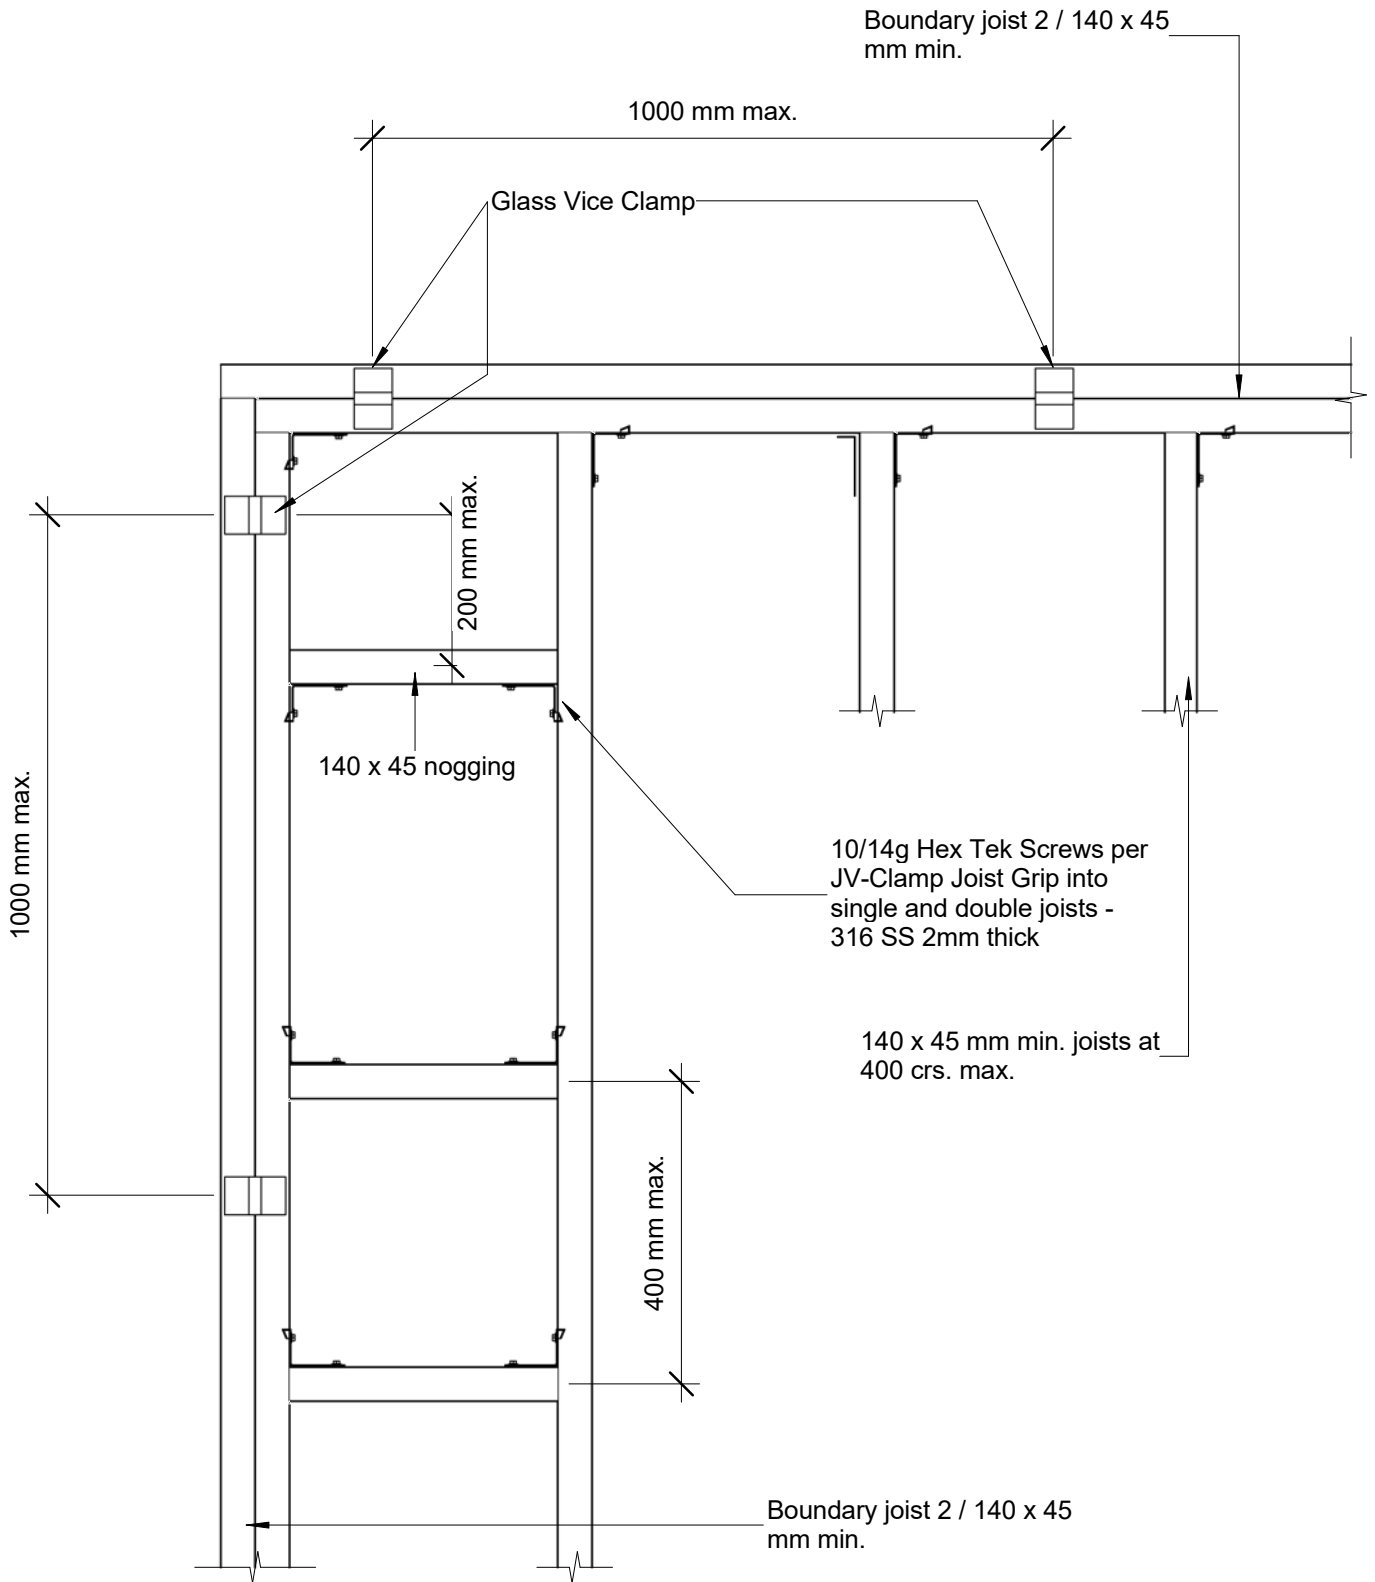 Boundary joist 2 / 140 x 45
mm min.
1000 mm max.
Glass Vice Clamp
200 mm max.
140 x 45 nogging
1000 mm max.
10/14g Hex Tek Screws per
JV-Clamp Joist Grip into
single and double joists -
316 SS 2mm thick
140 x 45 mm min. joists at
400 crs. max.
400 mm max.
Boundary joist 2 / 140 x 45
mm min.